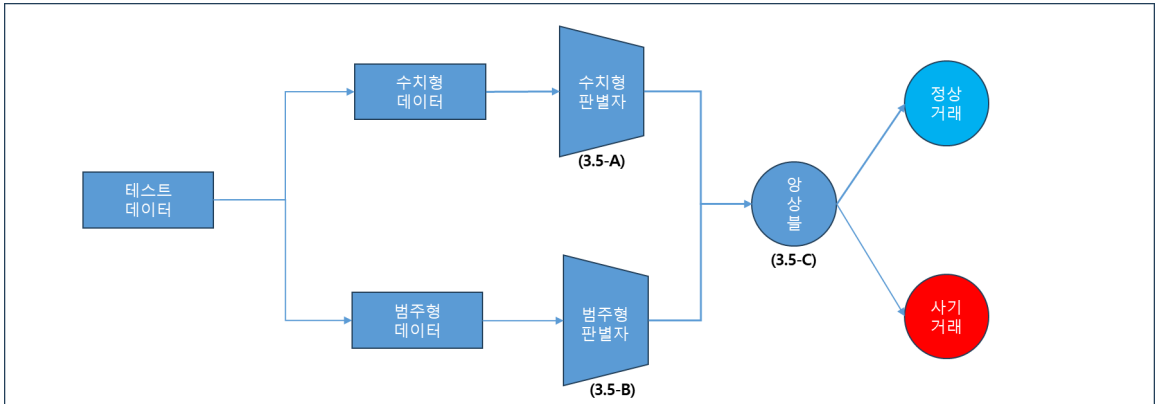 테스트
데이터
수치형
데이터
수치형
판별자
(3.5-A)
범주형
데이터
범주형
판별자
(3.5-B)
앙
상
블
(3.5-C)
정상
거래
사기
거래